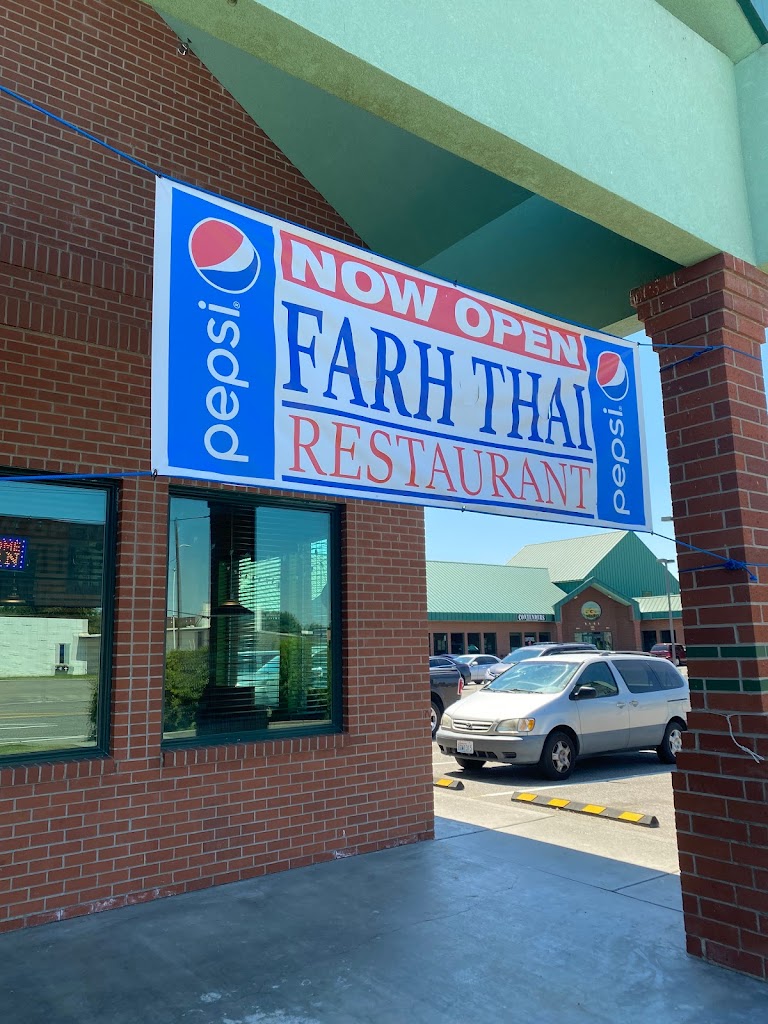 pepsi
NOW OPEN
FARH THAI
RESTAURANT
pepsi